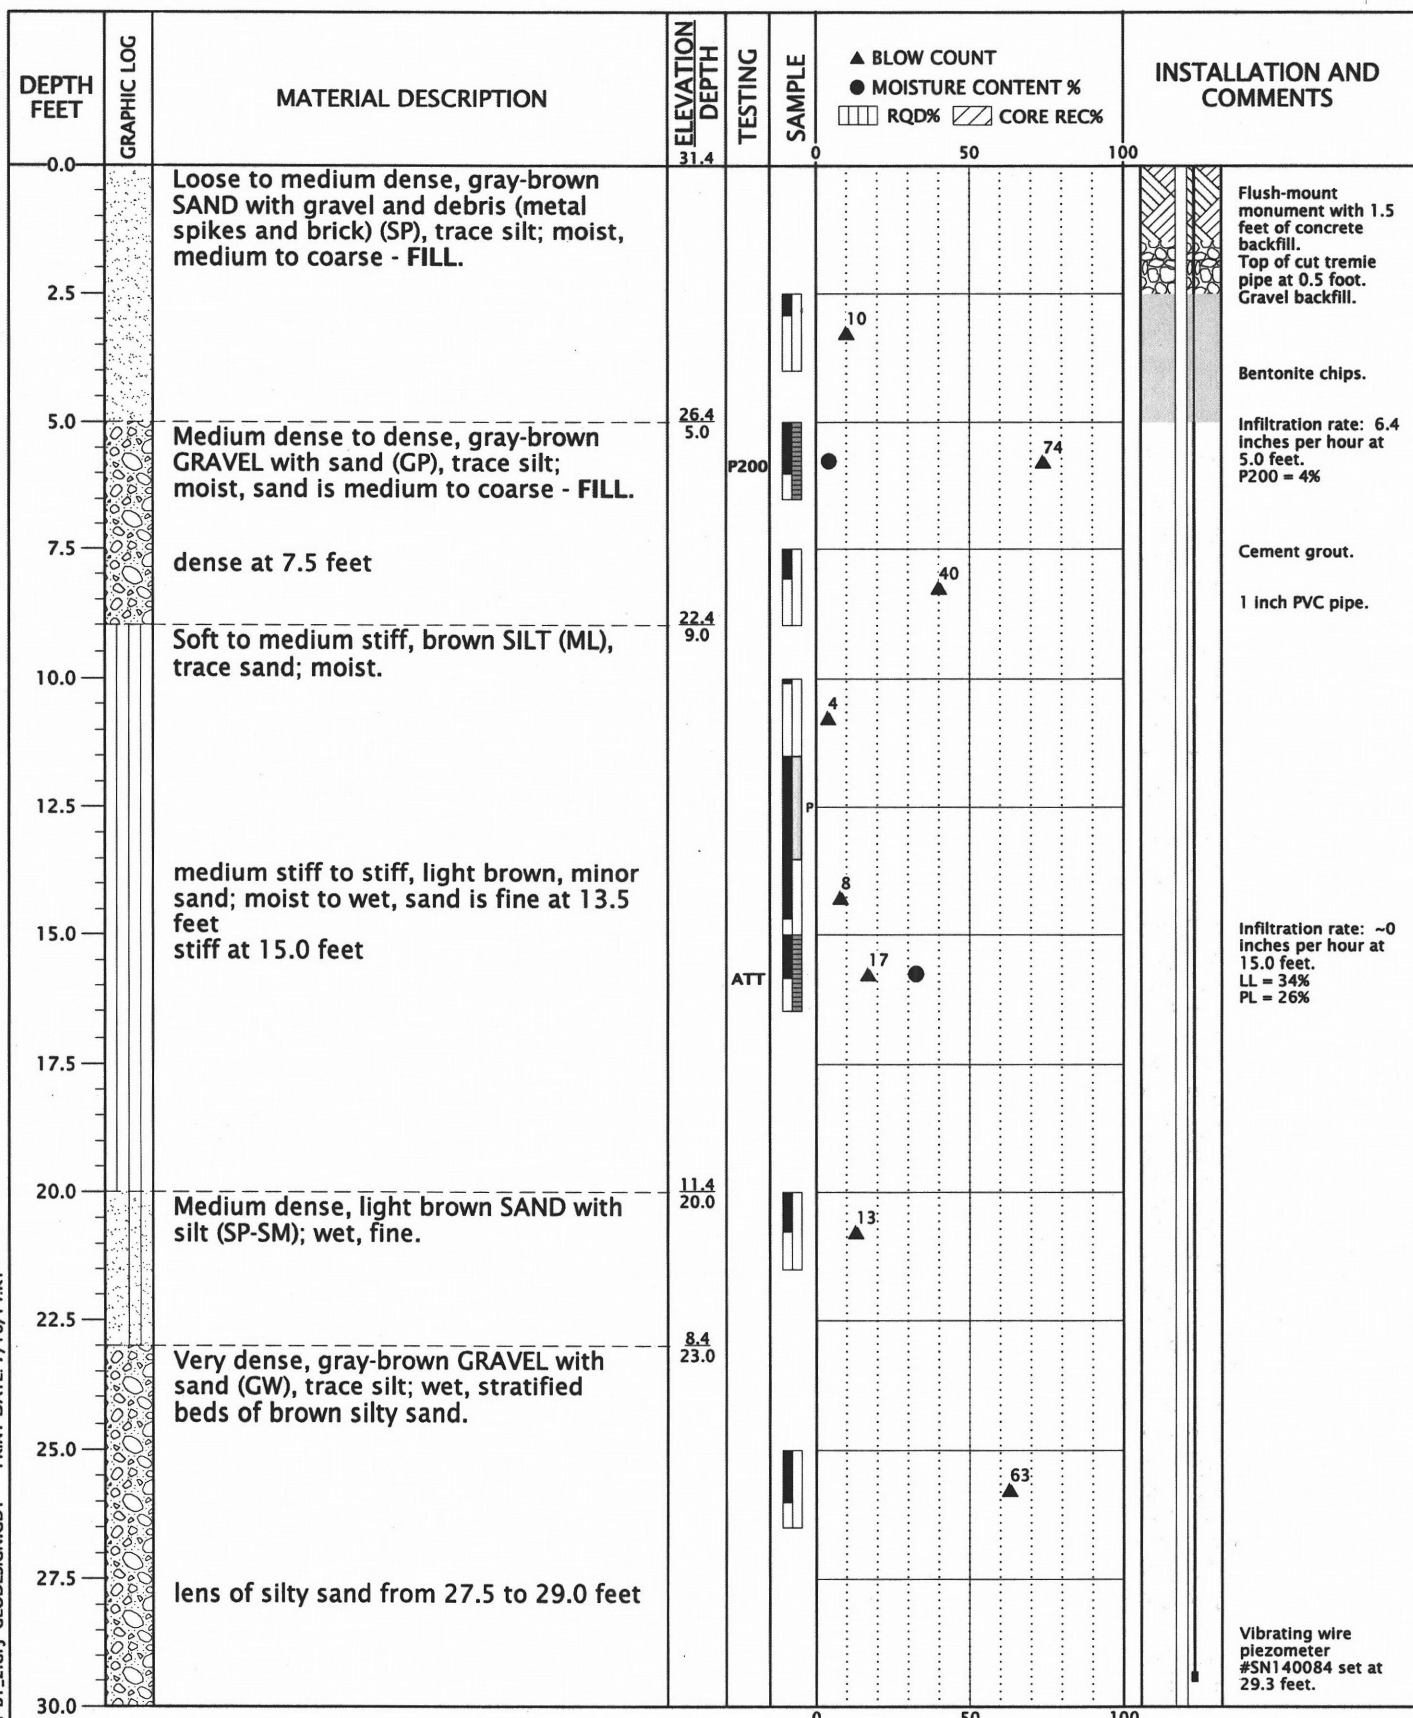 DEPTH
FEET
GRAPHIC LOG
MATERIAL DESCRIPTION
ELEVATION
DEPTH
TESTING
SAMPLE
▲ BLOW COUNT
● MOISTURE CONTENT %
RQD% CORE REC%
INSTALLATION AND
COMMENTS
31.4
0 50 100
0.0
Loose to medium dense, gray-brown
SAND with gravel and debris (metal
spikes and brick) (SP), trace silt; moist,
medium to coarse - FILL.
Flush-mount
monument with 1.5
feet of concrete
backfill.
Top of cut tremie
pipe at 0.5 foot.
Gravel backfill.
2.5
10
Bentonite chips.
5.0
26.4
5.0
Medium dense to dense, gray-brown
GRAVEL with sand (GP), trace silt;
moist, sand is medium to coarse - FILL.
P200
74
Infiltration rate: 6.4
inches per hour at
5.0 feet.
P200 = 4%
7.5
dense at 7.5 feet
40
Cement grout.
1 inch PVC pipe.
22.4
9.0
Soft to medium stiff, brown SILT (ML),
trace sand; moist.
10.0
4
12.5
P
medium stiff to stiff, light brown, minor
sand; moist to wet, sand is fine at 13.5
feet
8
15.0
stiff at 15.0 feet
ATT
17
Infiltration rate: ~0
inches per hour at
15.0 feet.
LL = 34%
PL = 26%
17.5
20.0
11.4
20.0
Medium dense, light brown SAND with
silt (SP-SM); wet, fine.
13
22.5
8.4
23.0
Very dense, gray-brown GRAVEL with
sand (GW), trace silt; wet, stratified
beds of brown silty sand.
25.0
63
27.5
lens of silty sand from 27.5 to 29.0 feet
Vibrating wire
piezometer
#SN140084 set at
29.3 feet.
30.0
0 50 100